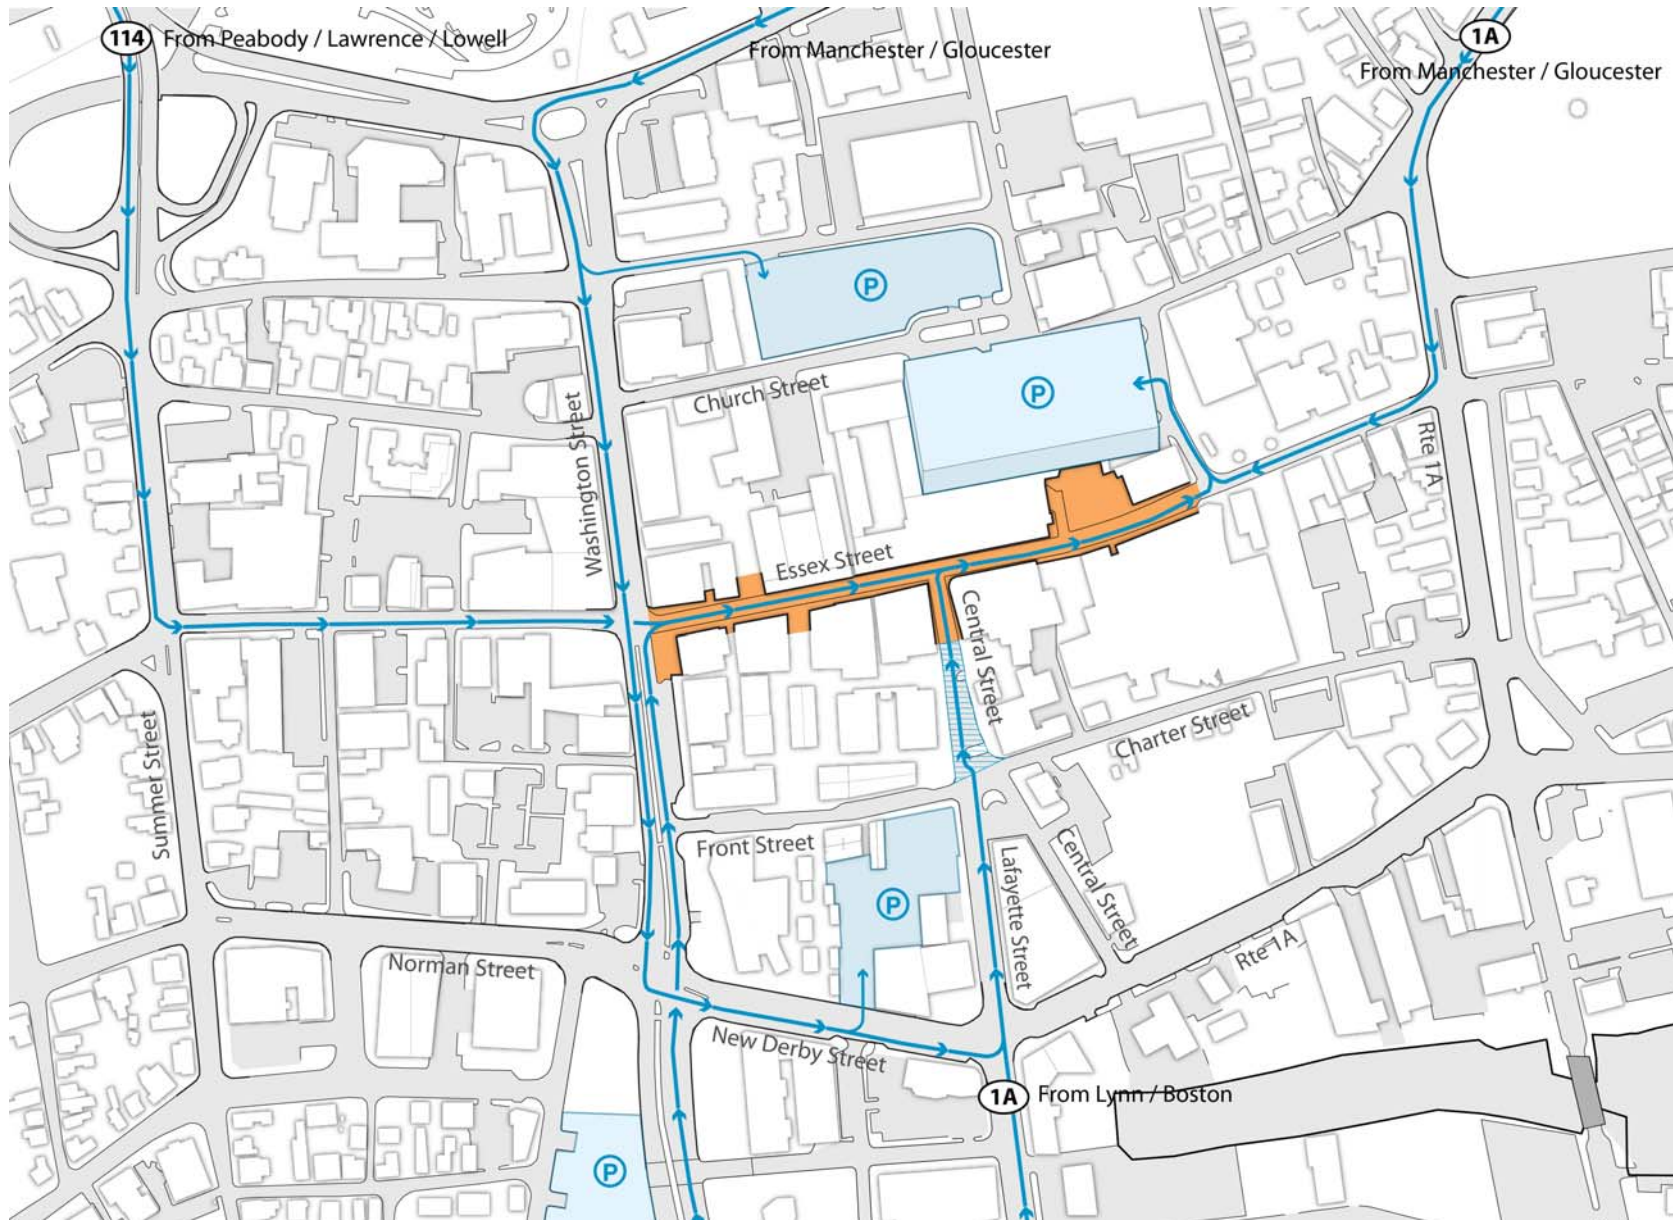 114
From Peabody / Lawrence / Lowell
From Manchester / Gloucester
1A
From Manchester / Gloucester
P
P
Church Street
Washington Street
Rte 1A
Essex Street
Central Street
Charter Street
Summer Street
Front Street
P
Lafayette Street
Central Street
Rte 1A
Norman Street
New Derby Street
1A
From Lynn / Boston
P